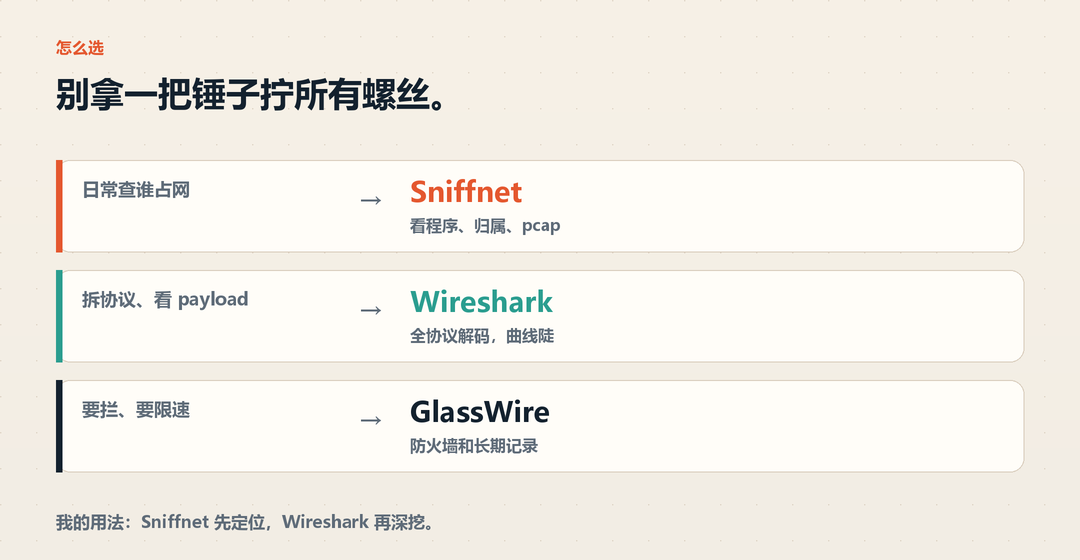 怎么选
别拿一把锤子拧所有螺丝。
日常查谁占网
→
Sniffnet
看程序、归属、pcap
拆协议、看 payload
→
Wireshark
全协议解码，曲线陡
要拦、要限速
→
GlassWire
防火墙和长期记录
我的用法：Sniffnet 先定位，Wireshark 再深挖。